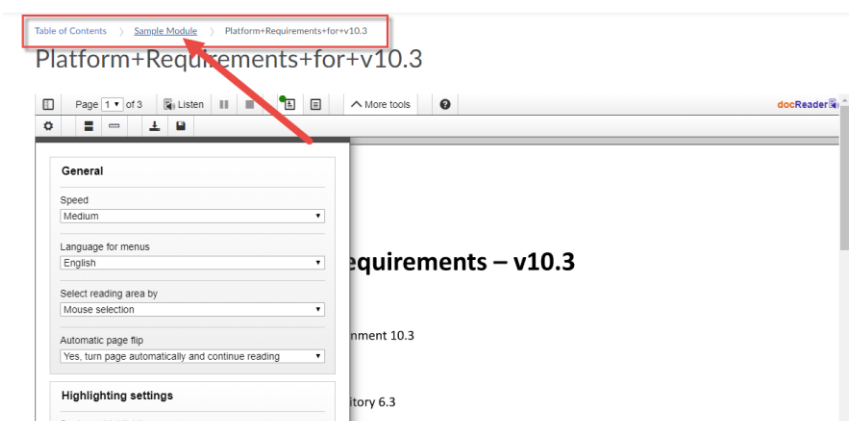 Table of Contents > Sample Module > Platform+Requirements+for+v10.3
Platform+Requirements+for+v10.3
Page 1 of 3 Listen More tools docReader
General
Speed
Medium
Language for menus
English
Select reading area by
Mouse selection
Automatic page flip
Yes, turn page automatically and continue reading
Highlighting settings
equirements – v10.3
nment 10.3
itory 6.3